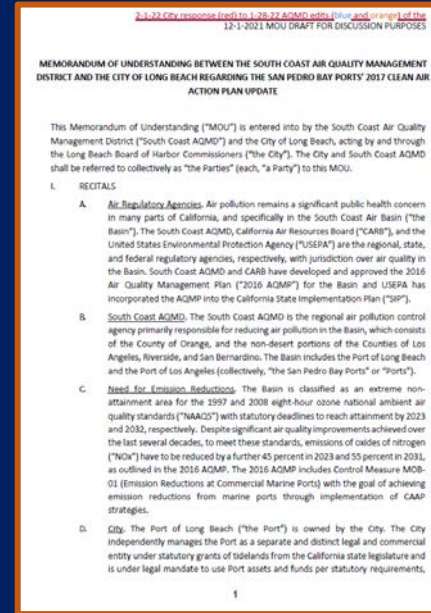 2-1-22 City response (red) to 1-28-22 AQMD edits (blue and orange) of the
12-1-2021 MOU DRAFT FOR DISCUSSION PURPOSES
MEMORANDUM OF UNDERSTANDING BETWEEN THE SOUTH COAST AIR QUALITY MANAGEMENT
DISTRICT AND THE CITY OF LONG BEACH REGARDING THE SAN PEDRO BAY PORTS' 2017 CLEAN AIR
ACTION PLAN UPDATE
This Memorandum of Understanding ("MOU") is entered into by the South Coast Air Quality
Management District ("South Coast AQMD") and the City of Long Beach, acting by and through
the Long Beach Board of Harbor Commissioners ("the City"). The City and South Coast AQMD
shall be referred to collectively as "the Parties" (each, "a Party") to this MOU.
I. RECITALS
A. Air Regulatory Agencies. Air pollution remains a significant public health concern
in many parts of California, and specifically in the South Coast Air Basin ("the
Basin"). The South Coast AQMD, California Air Resources Board ("CARB"), and the
United States Environmental Protection Agency ("USEPA") are the regional, state,
and federal regulatory agencies, respectively, with jurisdiction over air quality in
the Basin. South Coast AQMD and CARB have developed and approved the 2016
Air Quality Management Plan ("2016 AQMP") for the Basin and USEPA has
incorporated the AQMP into the California State Implementation Plan ("SIP").
B. South Coast AQMD. The South Coast AQMD is the regional air pollution control
agency primarily responsible for reducing air pollution in the Basin, which consists
of the County of Orange, and the non-desert portions of the Counties of Los
Angeles, Riverside, and San Bernardino. The Basin includes the Port of Long Beach
and the Port of Los Angeles (collectively, "the San Pedro Bay Ports" or "Ports").
C. Need for Emission Reductions. The Basin is classified as an extreme non-
attainment area for the 1997 and 2008 eight-hour ozone national ambient air
quality standards ("NAAQS") with statutory deadlines to reach attainment by 2023
and 2032, respectively. Despite significant air quality improvements achieved over
the last several decades, to meet these standards, emissions of oxides of nitrogen
("NOx") have to be reduced by a further 45 percent in 2023 and 55 percent in 2031,
as outlined in the 2016 AQMP. The 2016 AQMP includes Control Measure MOB-
01 (Emission Reductions at Commercial Marine Ports) with the goal of achieving
emission reductions from marine ports through implementation of CAAP
strategies.
D. City. The Port of Long Beach ("the Port") is owned by the City. The City
independently manages the Port as a separate and distinct legal and commercial
entity under statutory grants of tidelands from the California state legislature and
is under legal mandate to use Port assets and funds per statutory requirements,
1